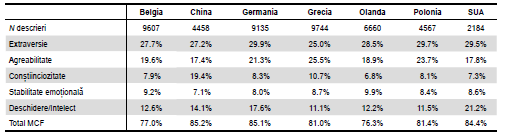 Belgia China Germania Grecia Olanda Polonia SUA
N descrieri 9607 4458 9135 9744 6660 4567 2184
Extraversie 27.7% 27.2% 29.9% 25.0% 28.5% 29.7% 29.5%
Agreabilitate 19.6% 17.4% 21.3% 25.5% 18.9% 23.7% 17.8%
Conștiinciozitate 7.9% 19.4% 8.3% 10.7% 6.8% 8.1% 7.3%
Stabilitate emoțională 9.2% 7.1% 8.0% 8.7% 9.9% 8.4% 8.6%
Deschidere/Intelect 12.6% 14.1% 17.6% 11.1% 12.2% 11.5% 21.2%
Total MCF 77.0% 85.2% 85.1% 81.0% 76.3% 81.4% 84.4%